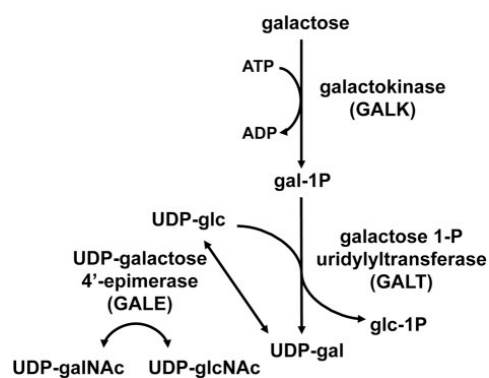 galactose
ATP
galactokinase
(GALK)
ADP
gal-1P
UDP-glc
galactose 1-P
uridylyltransferase
(GALT)
UDP-galactose
4’-epimerase
(GALE)
glc-1P
UDP-gal
UDP-galNAc
UDP-glcNAc